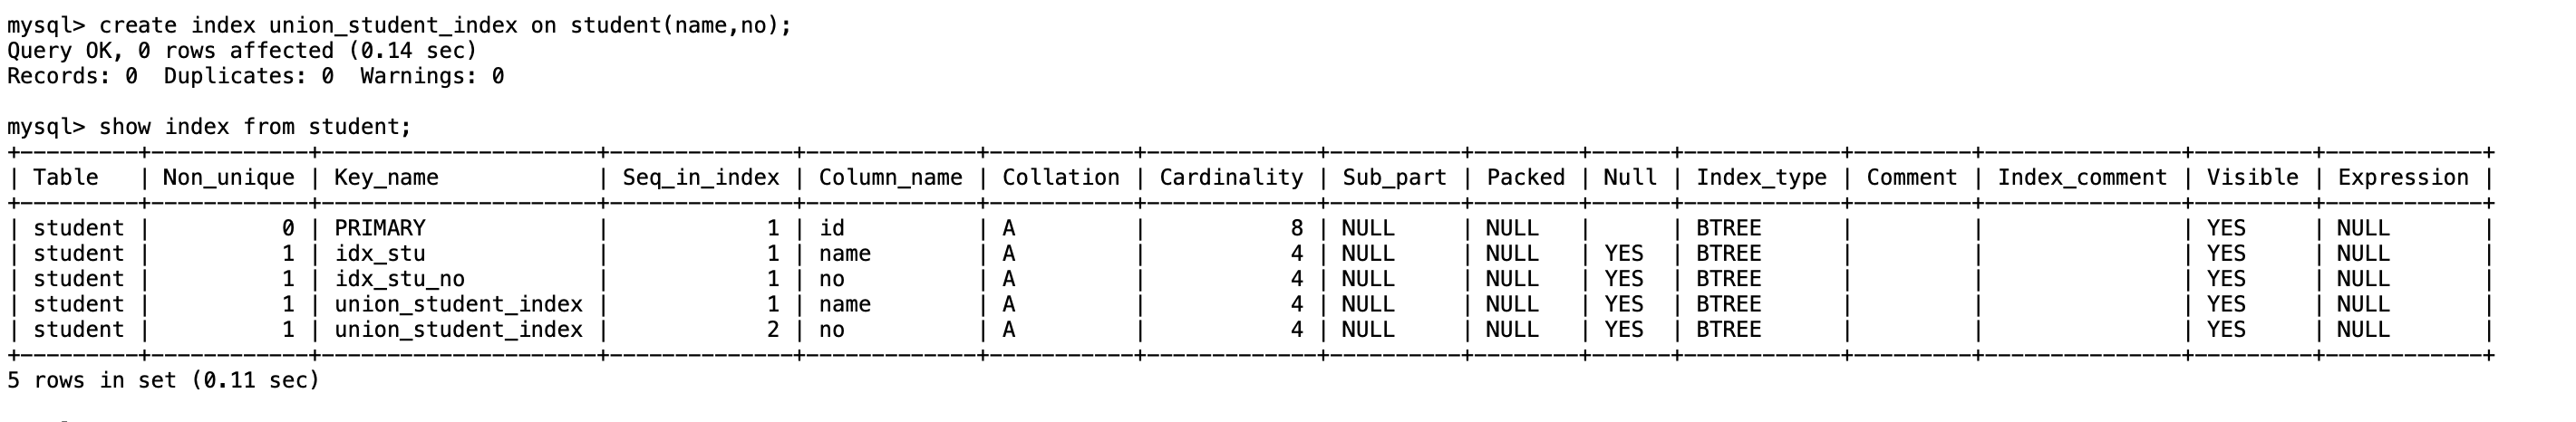 mysql> create index union_student_index on student(name,no);
Query OK, 0 rows affected (0.14 sec)
Records: 0  Duplicates: 0  Warnings: 0
mysql> show index from student;
+---------+------------+---------------------+--------------+-------------+-----------+-------------+----------+--------+------+------------+---------+---------------+---------+------------+
| Table   | Non_unique | Key_name            | Seq_in_index | Column_name | Collation | Cardinality | Sub_part | Packed | Null | Index_type | Comment | Index_comment | Visible | Expression |
+---------+------------+---------------------+--------------+-------------+-----------+-------------+----------+--------+------+------------+---------+---------------+---------+------------+
| student |          0 | PRIMARY             |            1 | id          | A         |           8 | NULL     | NULL   |      | BTREE      |         |               | YES     | NULL       |
| student |          1 | idx_stu             |            1 | name        | A         |           4 | NULL     | NULL   | YES  | BTREE      |         |               | YES     | NULL       |
| student |          1 | idx_stu_no          |            1 | no          | A         |           4 | NULL     | NULL   | YES  | BTREE      |         |               | YES     | NULL       |
| student |          1 | union_student_index |            1 | name        | A         |           4 | NULL     | NULL   | YES  | BTREE      |         |               | YES     | NULL       |
| student |          1 | union_student_index |            2 | no          | A         |           4 | NULL     | NULL   | YES  | BTREE      |         |               | YES     | NULL       |
+---------+------------+---------------------+--------------+-------------+-----------+-------------+----------+--------+------+------------+---------+---------------+---------+------------+
5 rows in set (0.11 sec)